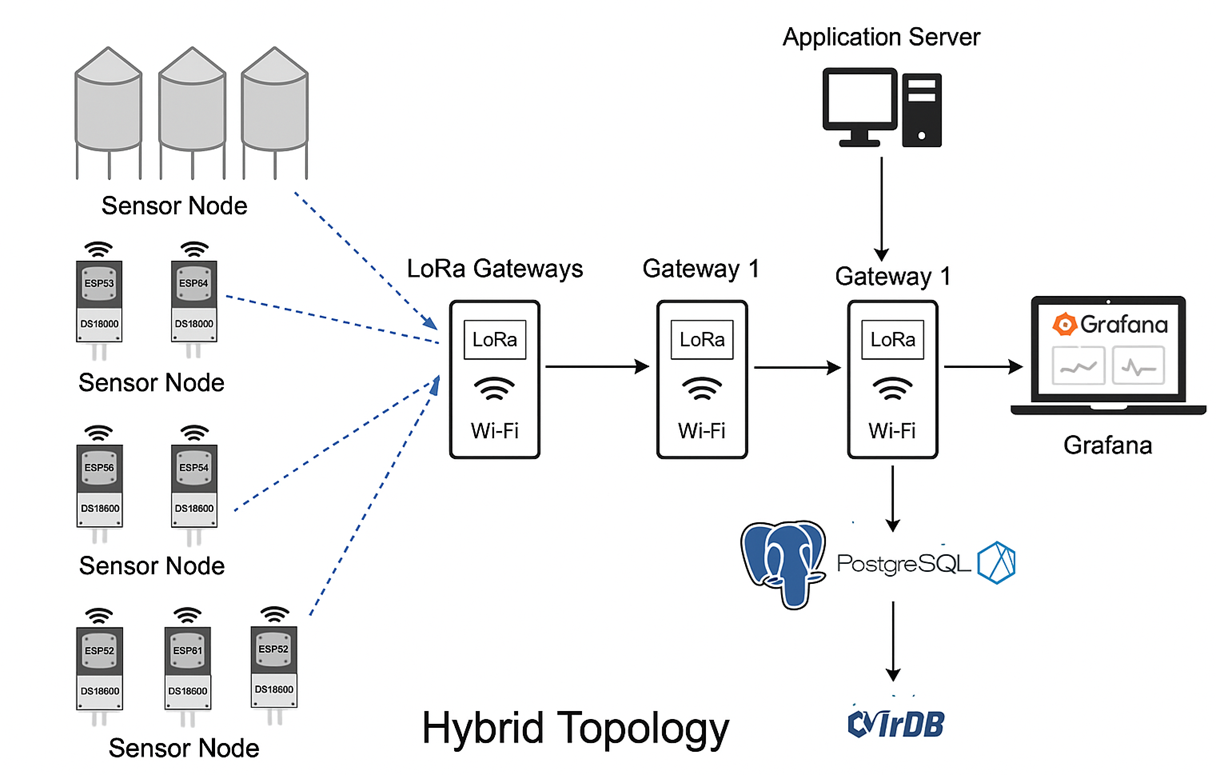 Application Server
Sensor Node
LoRa Gateways
Gateway 1
Gateway 1
ESP53
ESP64
DS18000
DS18000
Sensor Node
LoRa
Wi-Fi
LoRa
Wi-Fi
LoRa
Wi-Fi
Grafana
Grafana
ESP56
ESP54
DS18600
DS18600
Sensor Node
PostgreSQL
ESP52
ESP61
ESP52
DS18600
DS18600
DS18600
Sensor Node
Hybrid Topology
CVIrDB